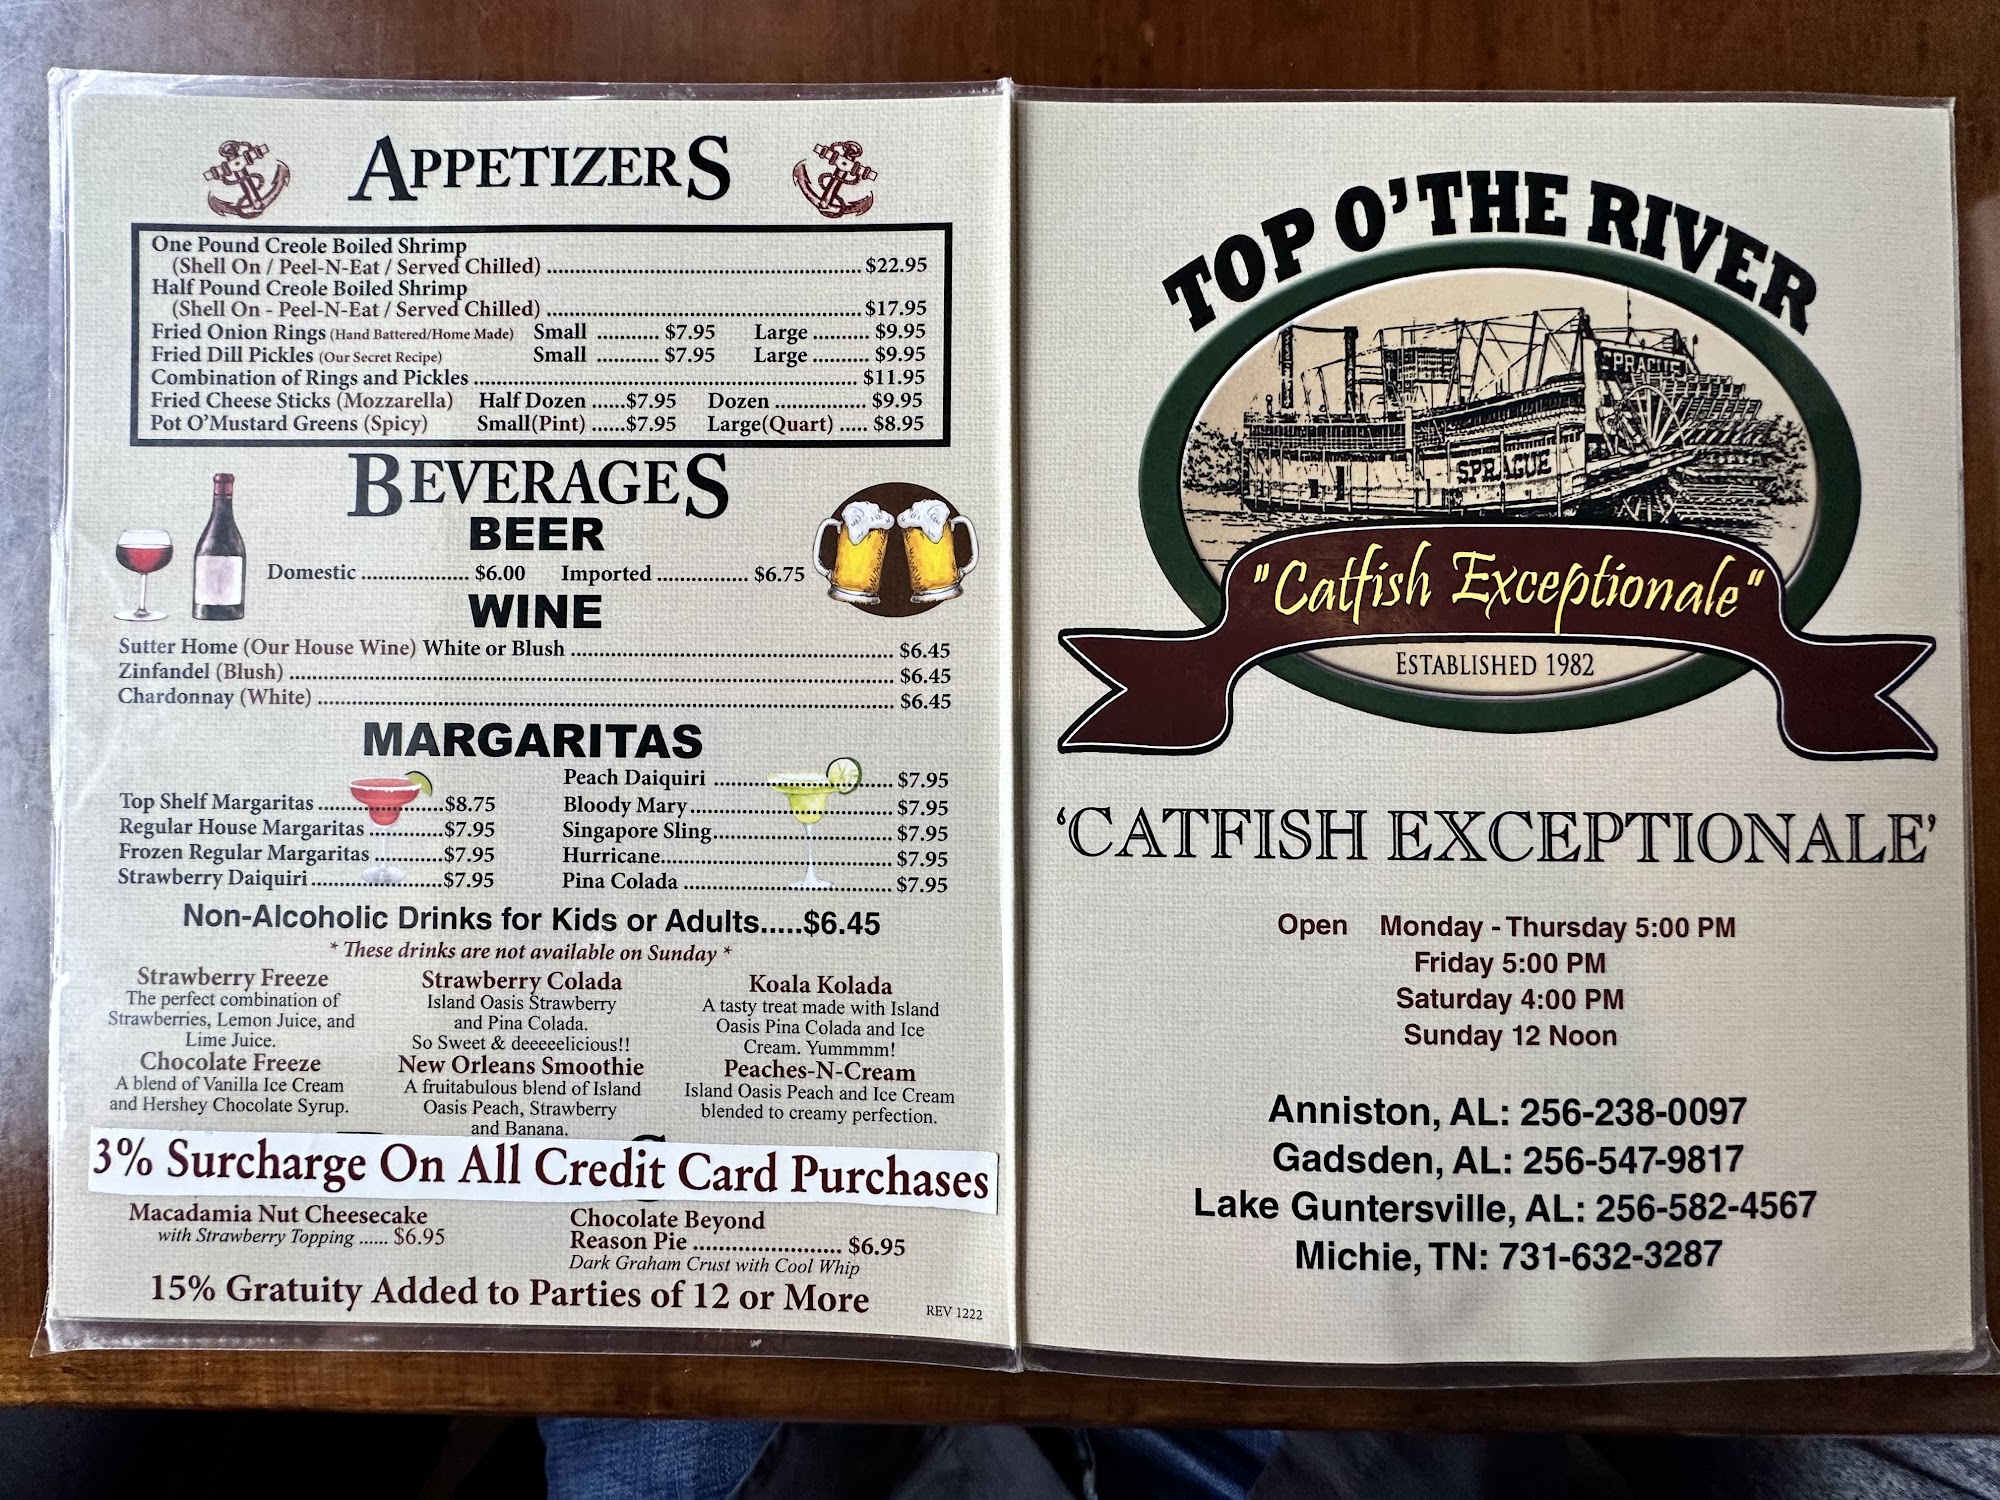 APPETIZERS
One Pound Creole Boiled Shrimp
(Shell On / Peel-N-Eat / Served Chilled) ........ $22.95
Half Pound Creole Boiled Shrimp
(Shell On - Peel-N-Eat / Served Chilled) ........ $17.95
Fried Onion Rings (Hand Battered/Home Made) Small ........... $7.95 Large .......... $9.95
Fried Dill Pickles (Our Secret Recipe) Small ........... $7.95 Large .......... $9.95
Combination of Rings and Pickles ........ $11.95
Fried Cheese Sticks (Mozzarella) Half Dozen ......$7.95 Dozen ................ $9.95
Pot O'Mustard Greens (Spicy) Small(Pint) ......$7.95 Large(Quart) ..... $8.95
BEVERAGES
BEER
Domestic ................... $6.00 Imported ................ $6.75
WINE
Sutter Home (Our House Wine) White or Blush ........ $6.45
Zinfandel (Blush) ........ $6.45
Chardonnay (White) ........ $6.45
MARGARITAS
Top Shelf Margaritas ........ $8.75
Regular House Margaritas ........ $7.95
Frozen Regular Margaritas ........ $7.95
Strawberry Daiquiri ........ $7.95
Peach Daiquiri ........ $7.95
Bloody Mary ........ $7.95
Singapore Sling ........ $7.95
Hurricane ........ $7.95
Pina Colada ........ $7.95
Non-Alcoholic Drinks for Kids or Adults.....$6.45
* These drinks are not available on Sunday *
Strawberry Freeze
The perfect combination of
Strawberries, Lemon Juice, and
Lime Juice.
Chocolate Freeze
A blend of Vanilla Ice Cream
and Hershey Chocolate Syrup.
Strawberry Colada
Island Oasis Strawberry
and Pina Colada.
So Sweet & deeeeelicious!!
New Orleans Smoothie
A fruitabulous blend of Island
Oasis Peach, Strawberry
and Banana.
Koala Kolada
A tasty treat made with Island
Oasis Pina Colada and Ice
Cream. Yummmm!
Peaches-N-Cream
Island Oasis Peach and Ice Cream
blended to creamy perfection.
3% Surcharge On All Credit Card Purchases
Macadamia Nut Cheesecake
with Strawberry Topping ...... $6.95
Chocolate Beyond
Reason Pie ........ $6.95
Dark Graham Crust with Cool Whip
15% Gratuity Added to Parties of 12 or More
REV 1222
TOP O' THE RIVER
SPRAGUE
SPRAGUE
"Catfish Exceptionale"
ESTABLISHED 1982
'CATFISH EXCEPTIONALE'
Open Monday - Thursday 5:00 PM
Friday 5:00 PM
Saturday 4:00 PM
Sunday 12 Noon
Anniston, AL: 256-238-0097
Gadsden, AL: 256-547-9817
Lake Guntersville, AL: 256-582-4567
Michie, TN: 731-632-3287